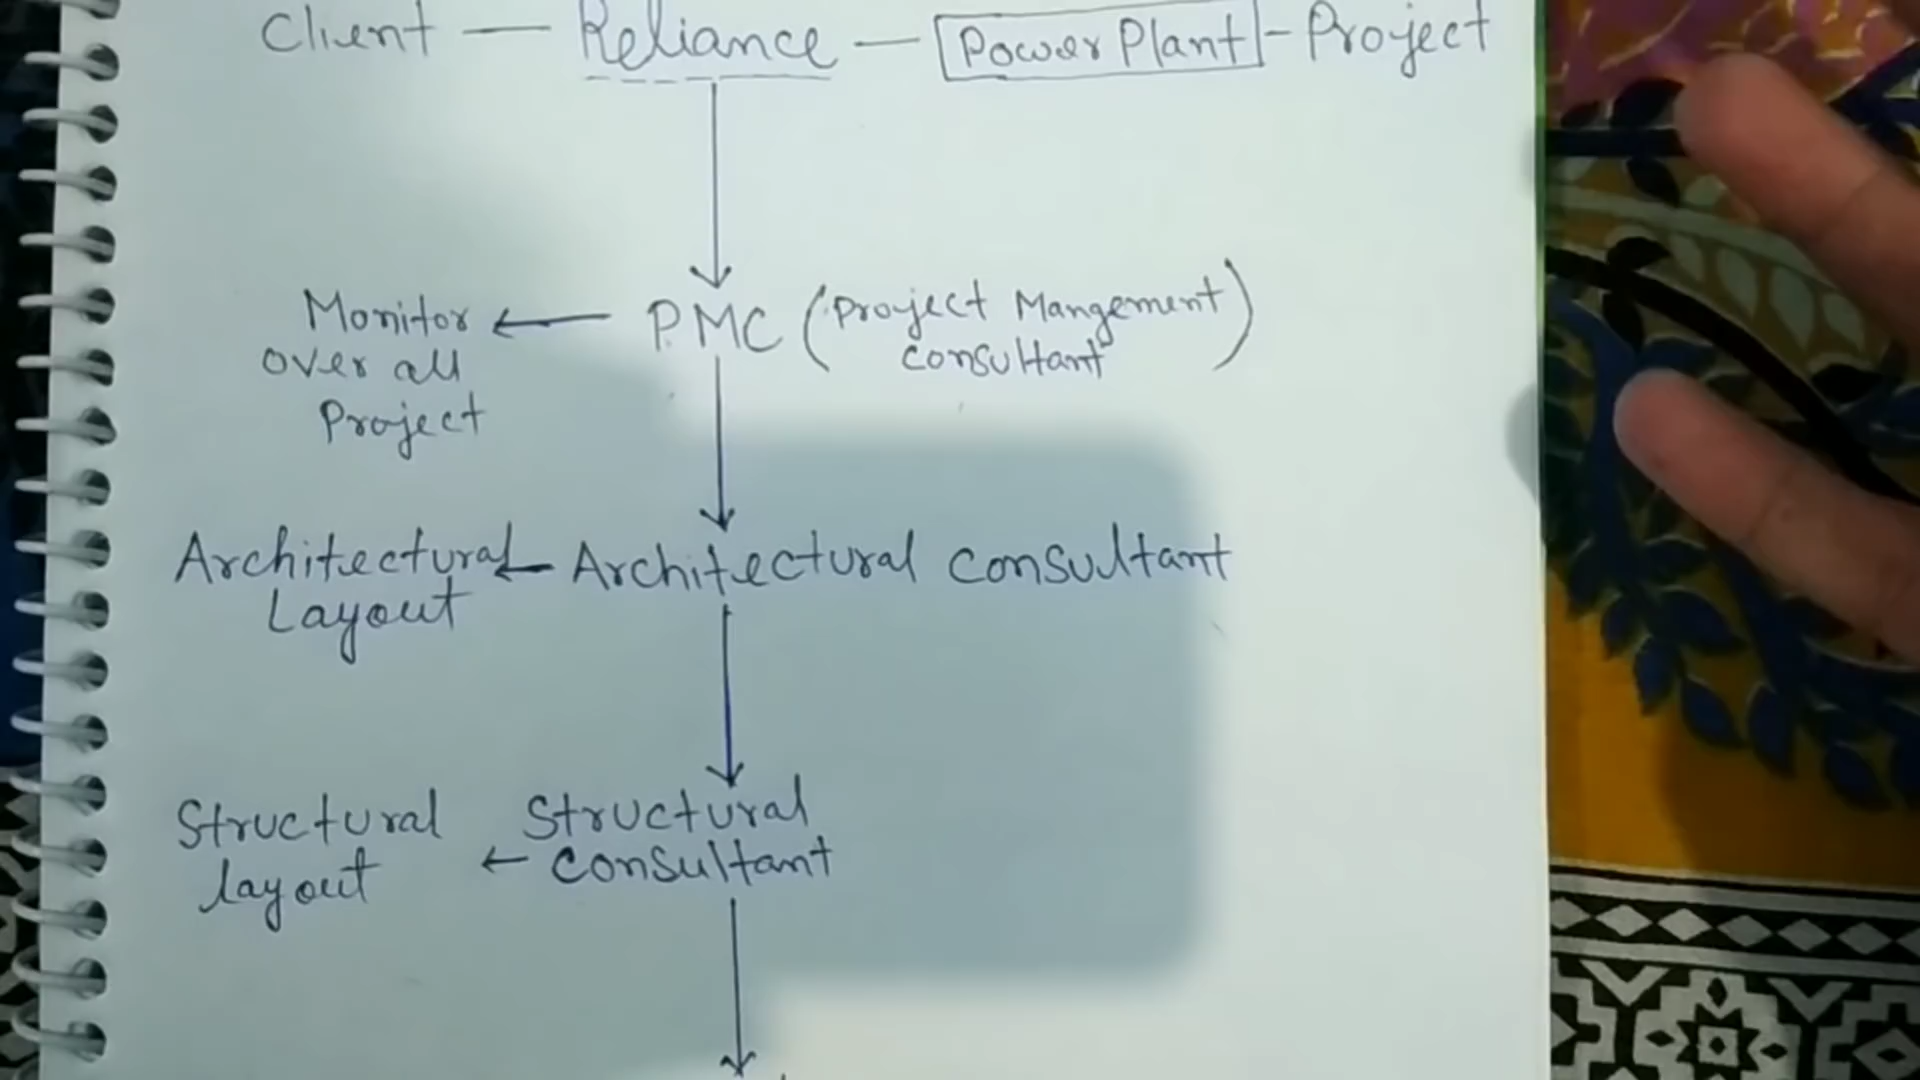 Client — Reliance — Power Plant - Project
Monitor ← P.MC (Project Mangement
over all consultant)
Project
Architectural ← Architectural consultant
Layout
Structural Structural
layout ← consultant